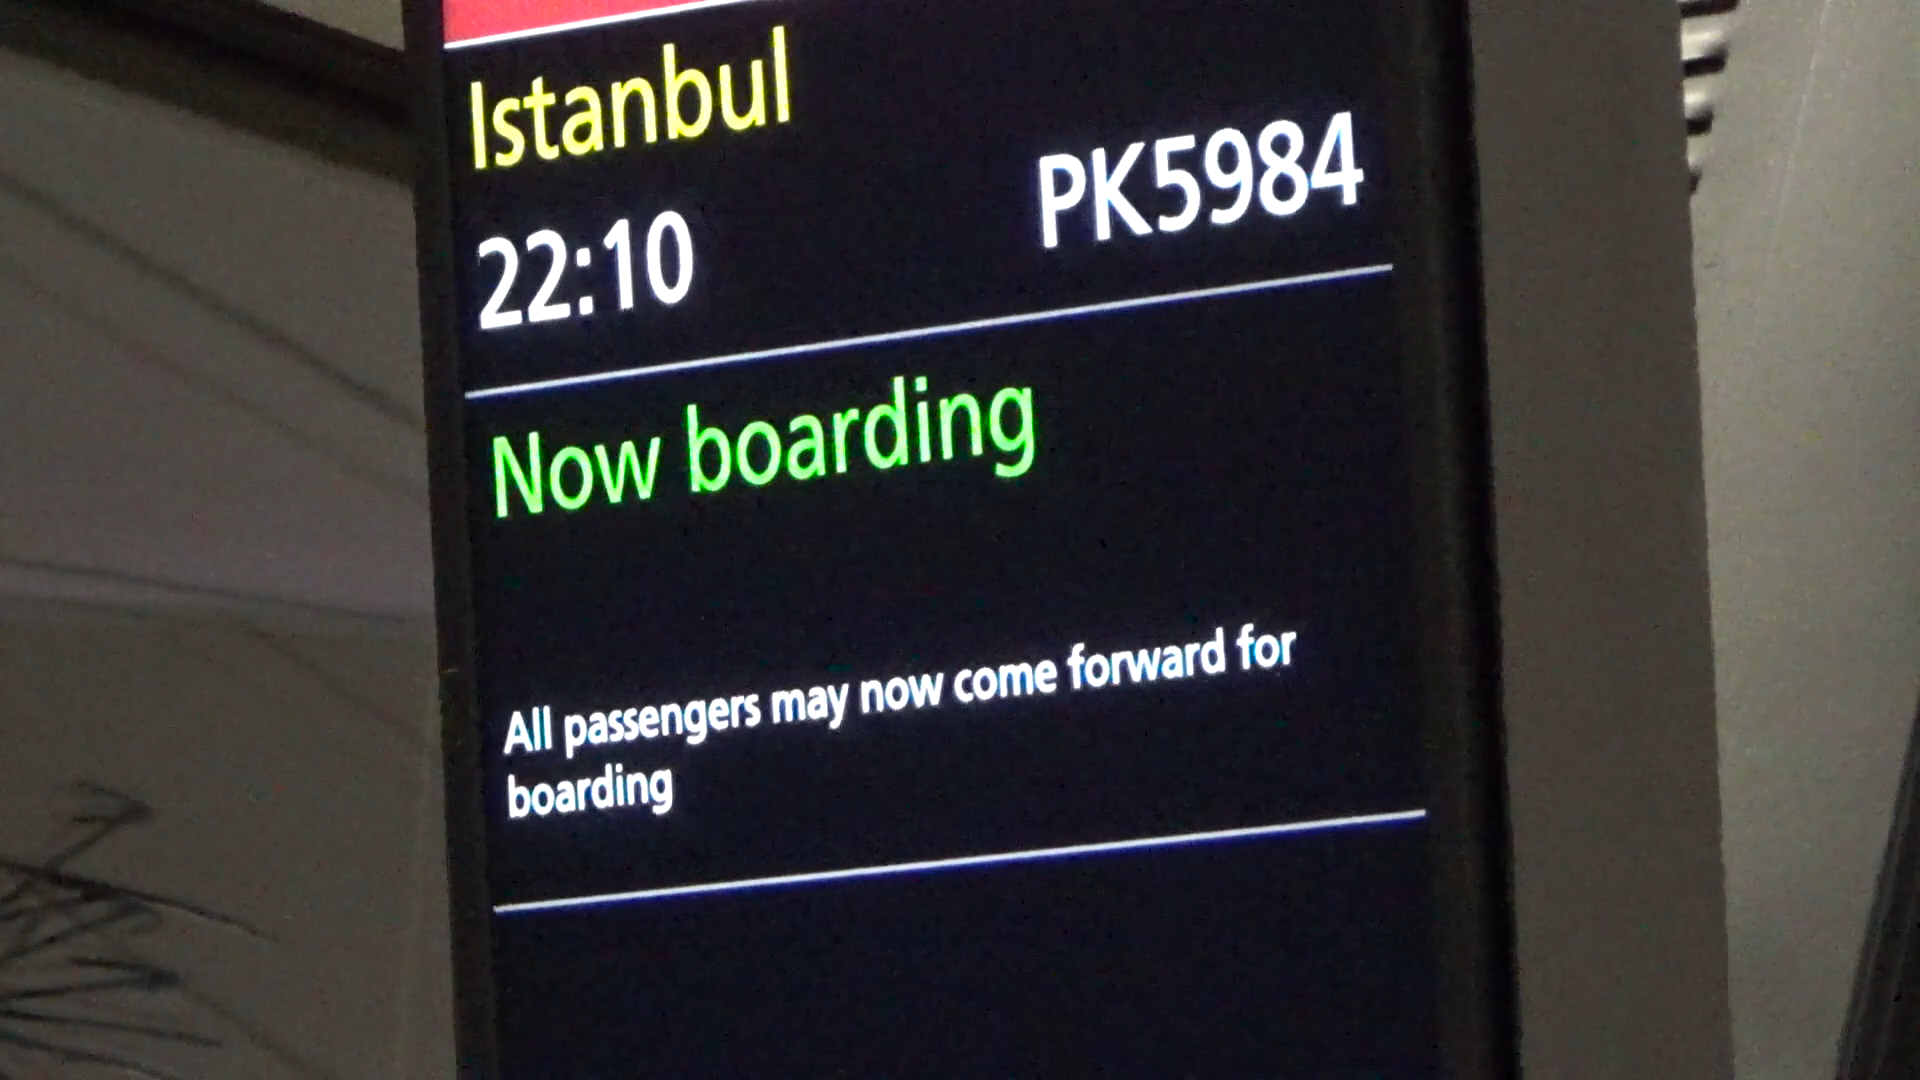 Istanbul
22:10 PK5984
Now boarding
All passengers may now come forward for
boarding